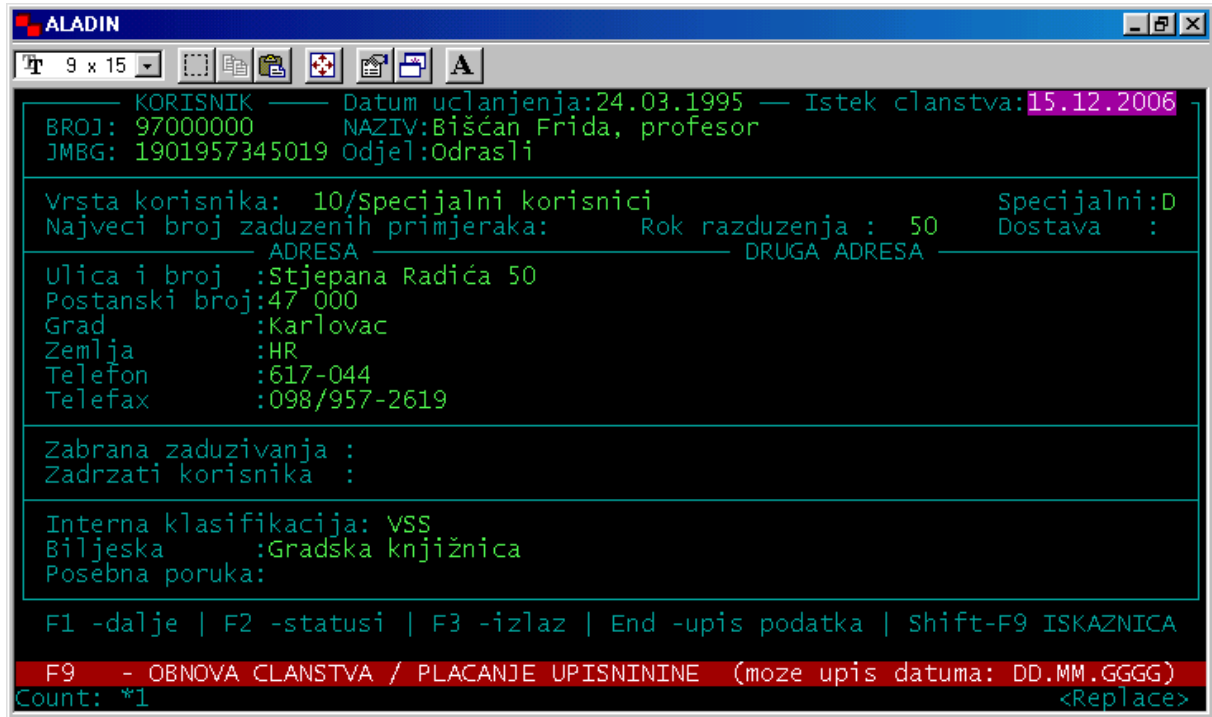 ALADIN
9 x 15
KORISNIK Datum uclanjenja:24.03.1995 Istek clanstva:15.12.2006
BROJ: 97000000 NAZIV:Bišćan Frida, profesor
JMBG: 1901957345019 Odjel:Odrasli
Vrsta korisnika: 10/Specijalni korisnici Specijalni:D
Najveci broj zaduzenih primjeraka: Rok razduzenja : 50 Dostava :
ADRESA DRUGA ADRESA
Ulica i broj :Stjepana Radića 50
Postanski broj:47 000
Grad :Karlovac
Zemlja :HR
Telefon :617-044
Telefax :098/957-2619
Zabrana zaduzivanja :
Zadrzati korisnika :
Interna klasifikacija: VSS
Biljeska :Gradska knjižnica
Posebna poruka:
F1 -dalje | F2 -statusi | F3 -izlaz | End -upis podatka | Shift-F9 ISKAZNICA
F9 - OBNOVA CLANSTVA / PLACANJE UPISNININE (moze upis datuma: DD.MM.GGGG)
Count: *1 <Replace>